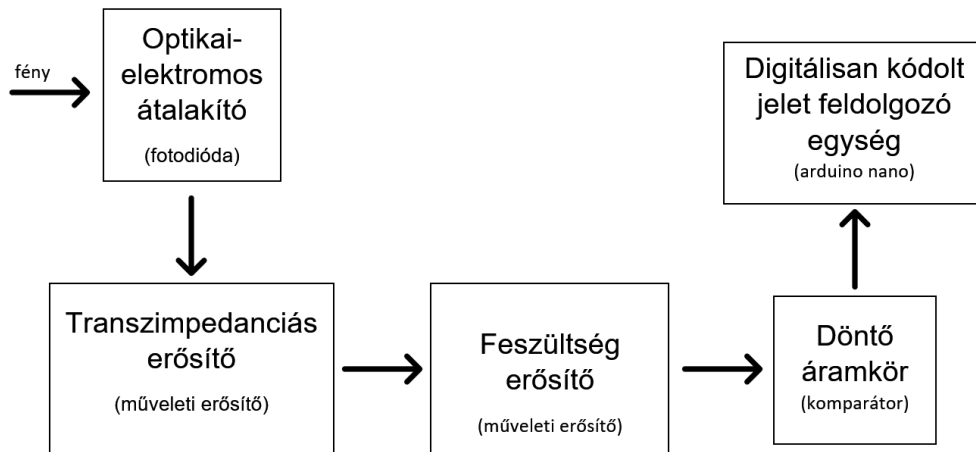 fény
Optikai-
elektromos
átalakító
(fotodióda)
Transzimpedanciás
erősítő
(műveleti erősítő)
Feszültség
erősítő
(műveleti erősítő)
Döntő
áramkör
(komparátor)
Digitálisan kódolt
jelet feldolgozó
egység
(arduino nano)